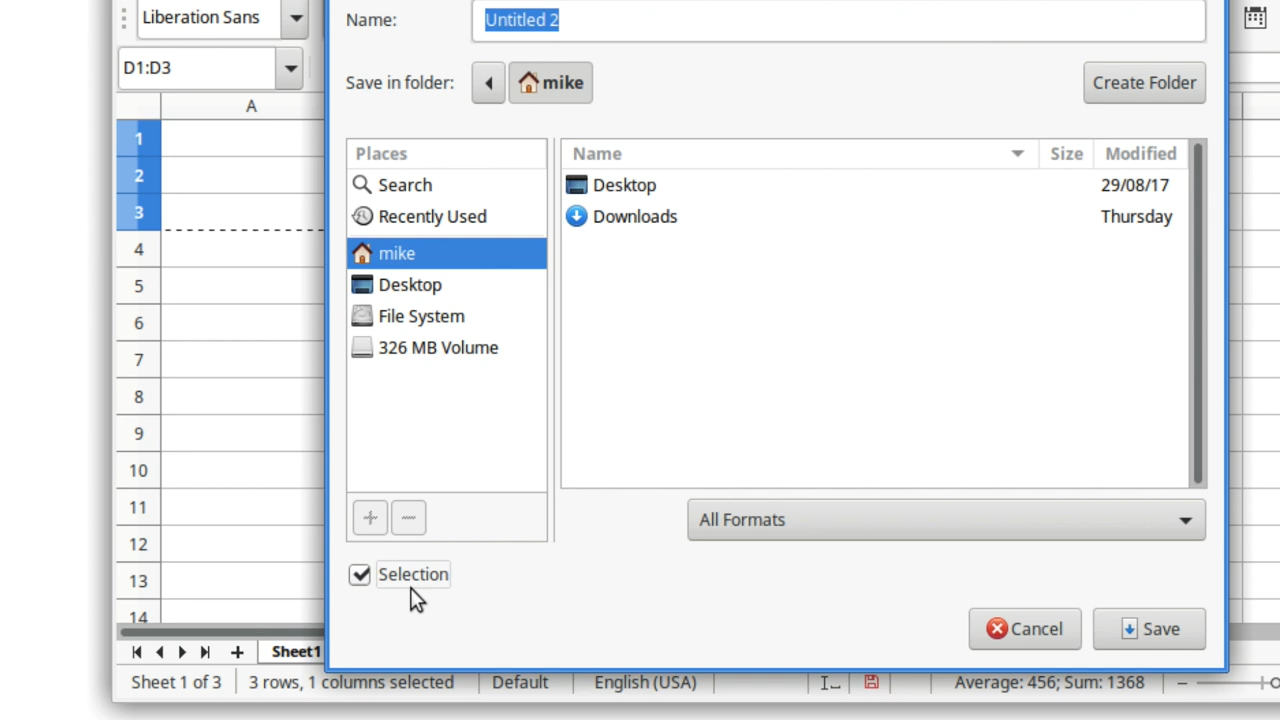 Liberation Sans
Name:
Untitled 2
D1:D3
Save in folder:
mike
Create Folder
A
Places
Name
Size
Modified
1
Search
Desktop
29/08/17
2
Recently Used
Downloads
Thursday
3
mike
4
Desktop
5
File System
6
326 MB Volume
7
8
9
10
11
All Formats
12
13
Selection
14
Cancel
Save
Sheet1
Sheet 1 of 3
3 rows, 1 columns selected
Default
English (USA)
Average: 456; Sum: 1368